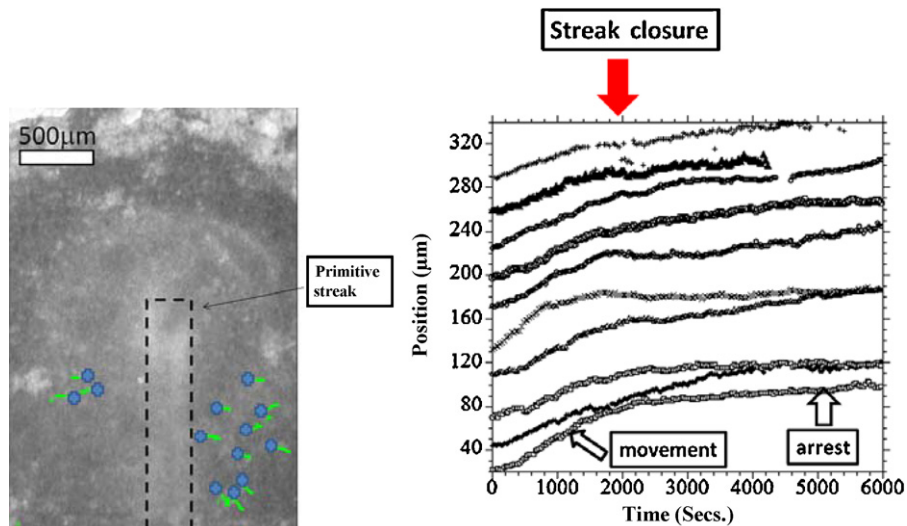 500µm
Primitive
streak
Streak closure
Position (µm)
320
280
240
200
160
120
80
40
movement
arrest
0 1000 2000 3000 4000 5000 6000
Time (Secs.)